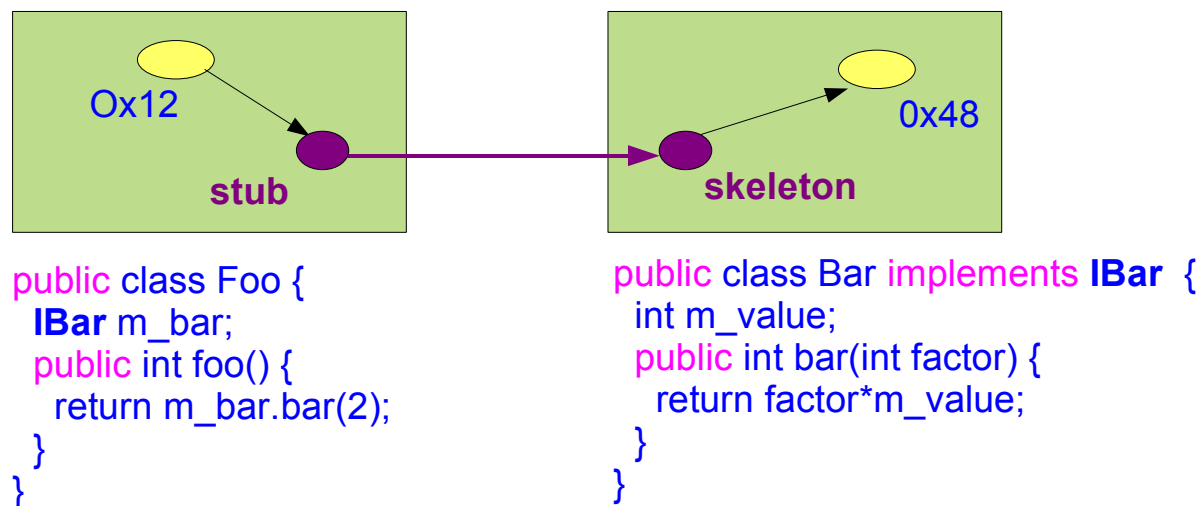 Ox12
stub
0x48
skeleton
public class Foo {
IBar m_bar;
public int foo() {
return m_bar.bar(2);
}
}
public class Bar implements IBar {
int m_value;
public int bar(int factor) {
return factor*m_value;
}
}